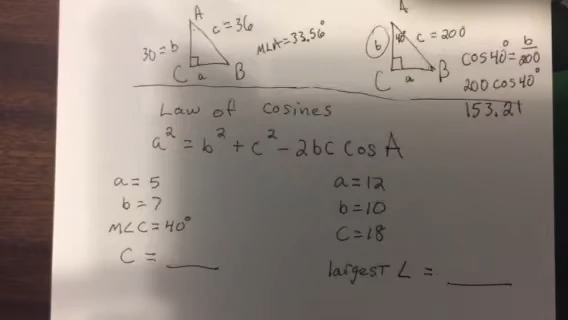 A
c = 36
30 = b
m∠A = 33.56°
C
a
B
A
b
40°
c = 200
C
a
B
cos 40° = b/200
200 cos 40°
153.21
Law of cosines
a² = b² + c² - 2bc cos A
a = 5
b = 7
m∠C = 40°
C = ____
a = 12
b = 10
C = 18
largest ∠ = ____